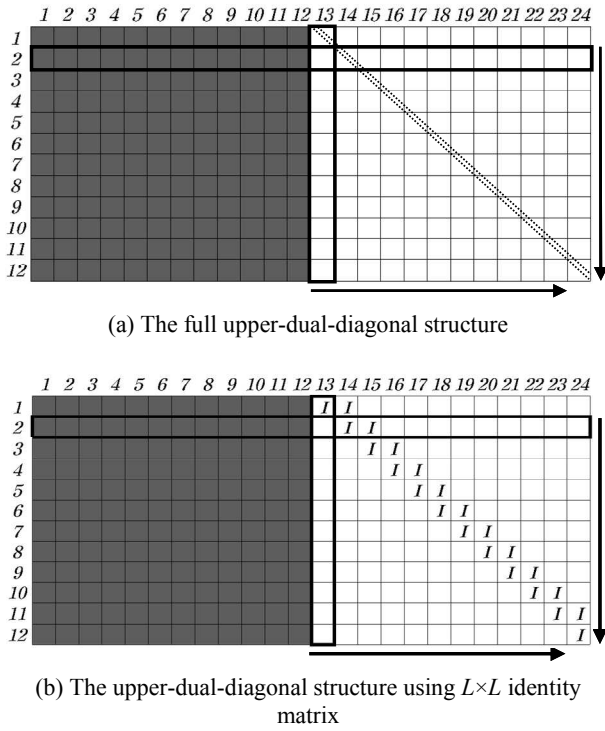 1 2 3 4 5 6 7 8 9 10 11 12 13 14 15 16 17 18 19 20 21 22 23 24
1
2
3
4
5
6
7
8
9
10
11
12
(a) The full upper-dual-diagonal structure
1 2 3 4 5 6 7 8 9 10 11 12 13 14 15 16 17 18 19 20 21 22 23 24
1 I I
2 I I
3 I I
4 I I
5 I I
6 I I
7 I I
8 I I
9 I I
10 I I
11 I I
12 I
(b) The upper-dual-diagonal structure using L×L identity
matrix